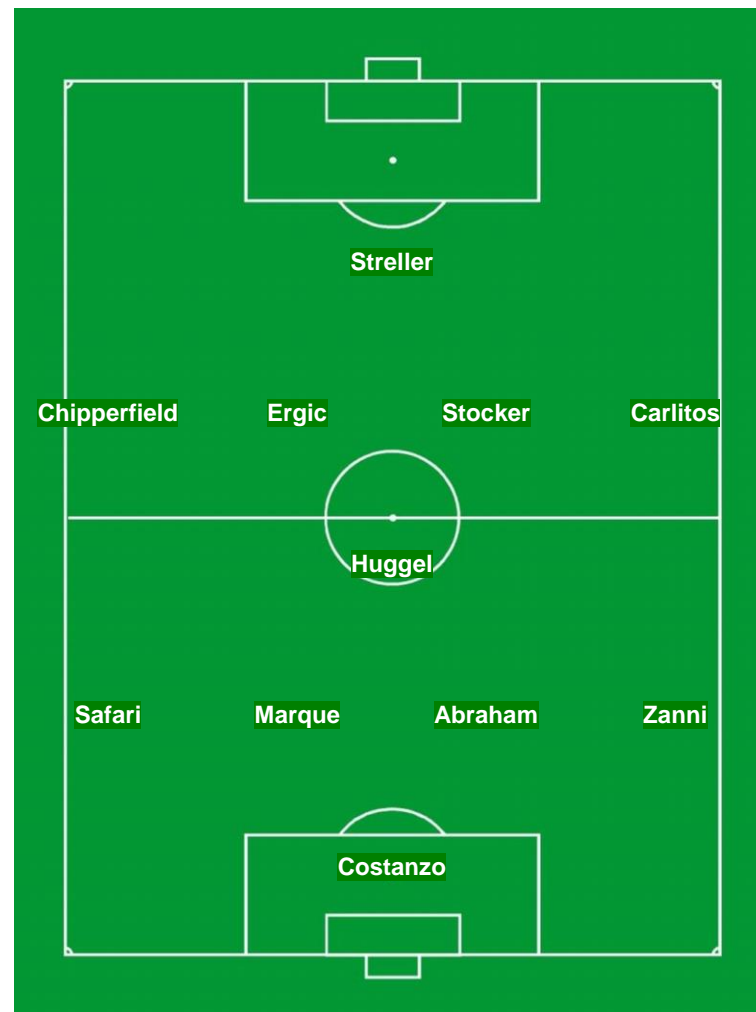 Streller
Chipperfield Ergic Stocker Carlitos
Huggel
Safari Marque Abraham Zanni
Costanzo